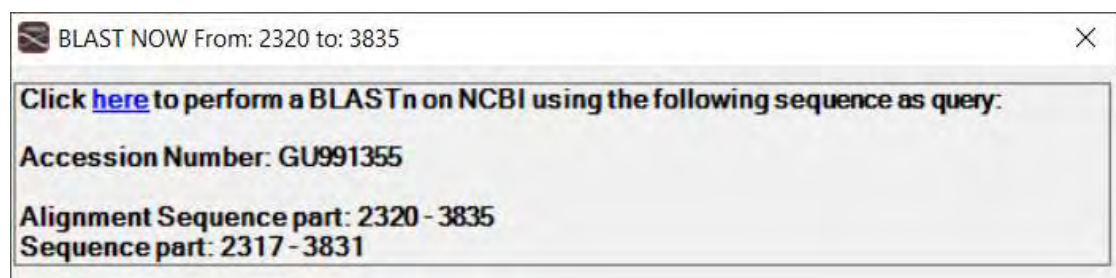 BLAST NOW From: 2320 to: 3835
Click here to perform a BLASTn on NCBI using the following sequence as query:
Accession Number: GU991355
Alignment Sequence part: 2320 - 3835
Sequence part: 2317 - 3831